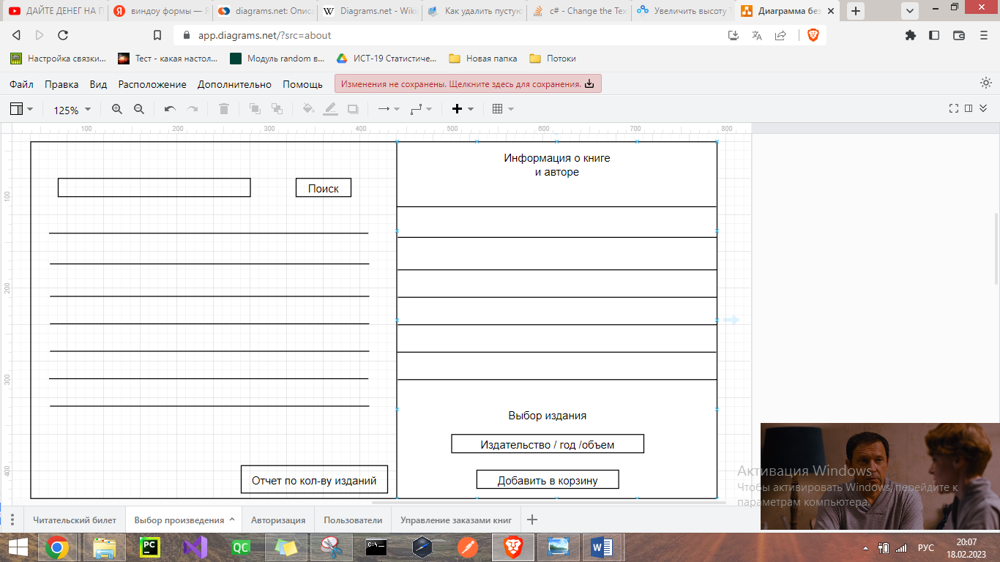 ДАЙТЕ ДЕНЕГ НА П
виндоу формы — Я
diagrams.net: Описа
Diagrams.net - Wiki
Как удалить пустую
c# - Change the Tex
Увеличить высоту T
Диаграмма без
app.diagrams.net/?src=about
Настройка связки...
Тест - какая настол...
Модуль random в...
ИСТ-19 Статистиче...
Новая папка
Потоки
Файл Правка Вид Расположение Дополнительно Помощь
Изменения не сохранены. Щелкните здесь для сохранения.
125%
100 200 300 400 500 600 700 800
100
200
300
400
Поиск
Информация о книге
и авторе
Выбор издания
Издательство / год /объем
Отчет по кол-ву изданий
Добавить в корзину
Активация Windows
Чтобы активировать Windows, перейдите к
параметрам компьютера.
Читательский билет
Выбор произведения
Авторизация
Пользователи
Управление заказами книг
PC
QC
C:\
W
РУС
20:07
18.02.2023